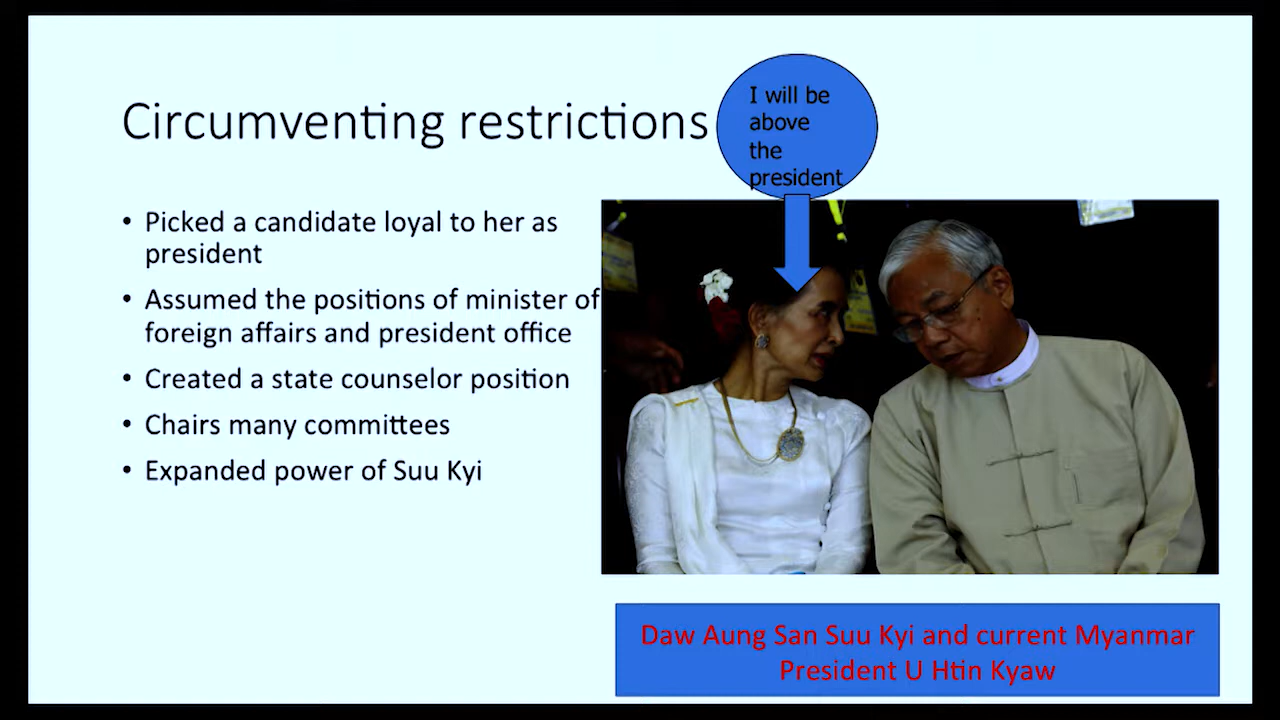 Circumventing restrictions
I will be
above
the
president
• Picked a candidate loyal to her as
president
• Assumed the positions of minister of
foreign affairs and president office
• Created a state counselor position
• Chairs many committees
• Expanded power of Suu Kyi
Daw Aung San Suu Kyi and current Myanmar
President U Htin Kyaw